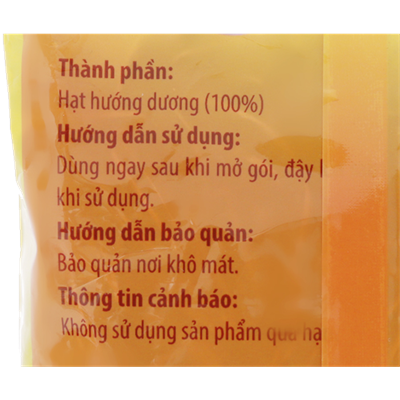 Thành phần:
Hạt hướng dương (100%)
Hướng dẫn sử dụng:
Dùng ngay sau khi mở gói, đậy
khi sử dụng.
Hướng dẫn bảo quản:
Bảo quản nơi khô mát.
Thông tin cảnh báo:
Không sử dụng sản phẩm quá